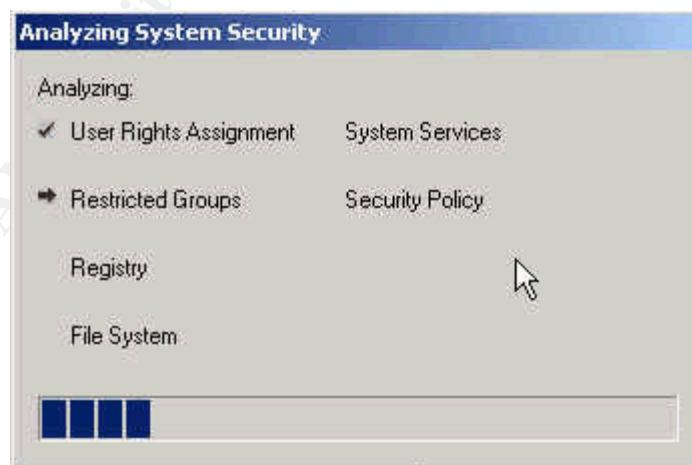 Analyzing System Security
Analyzing:
User Rights Assignment
System Services
Restricted Groups
Security Policy
Registry
File System